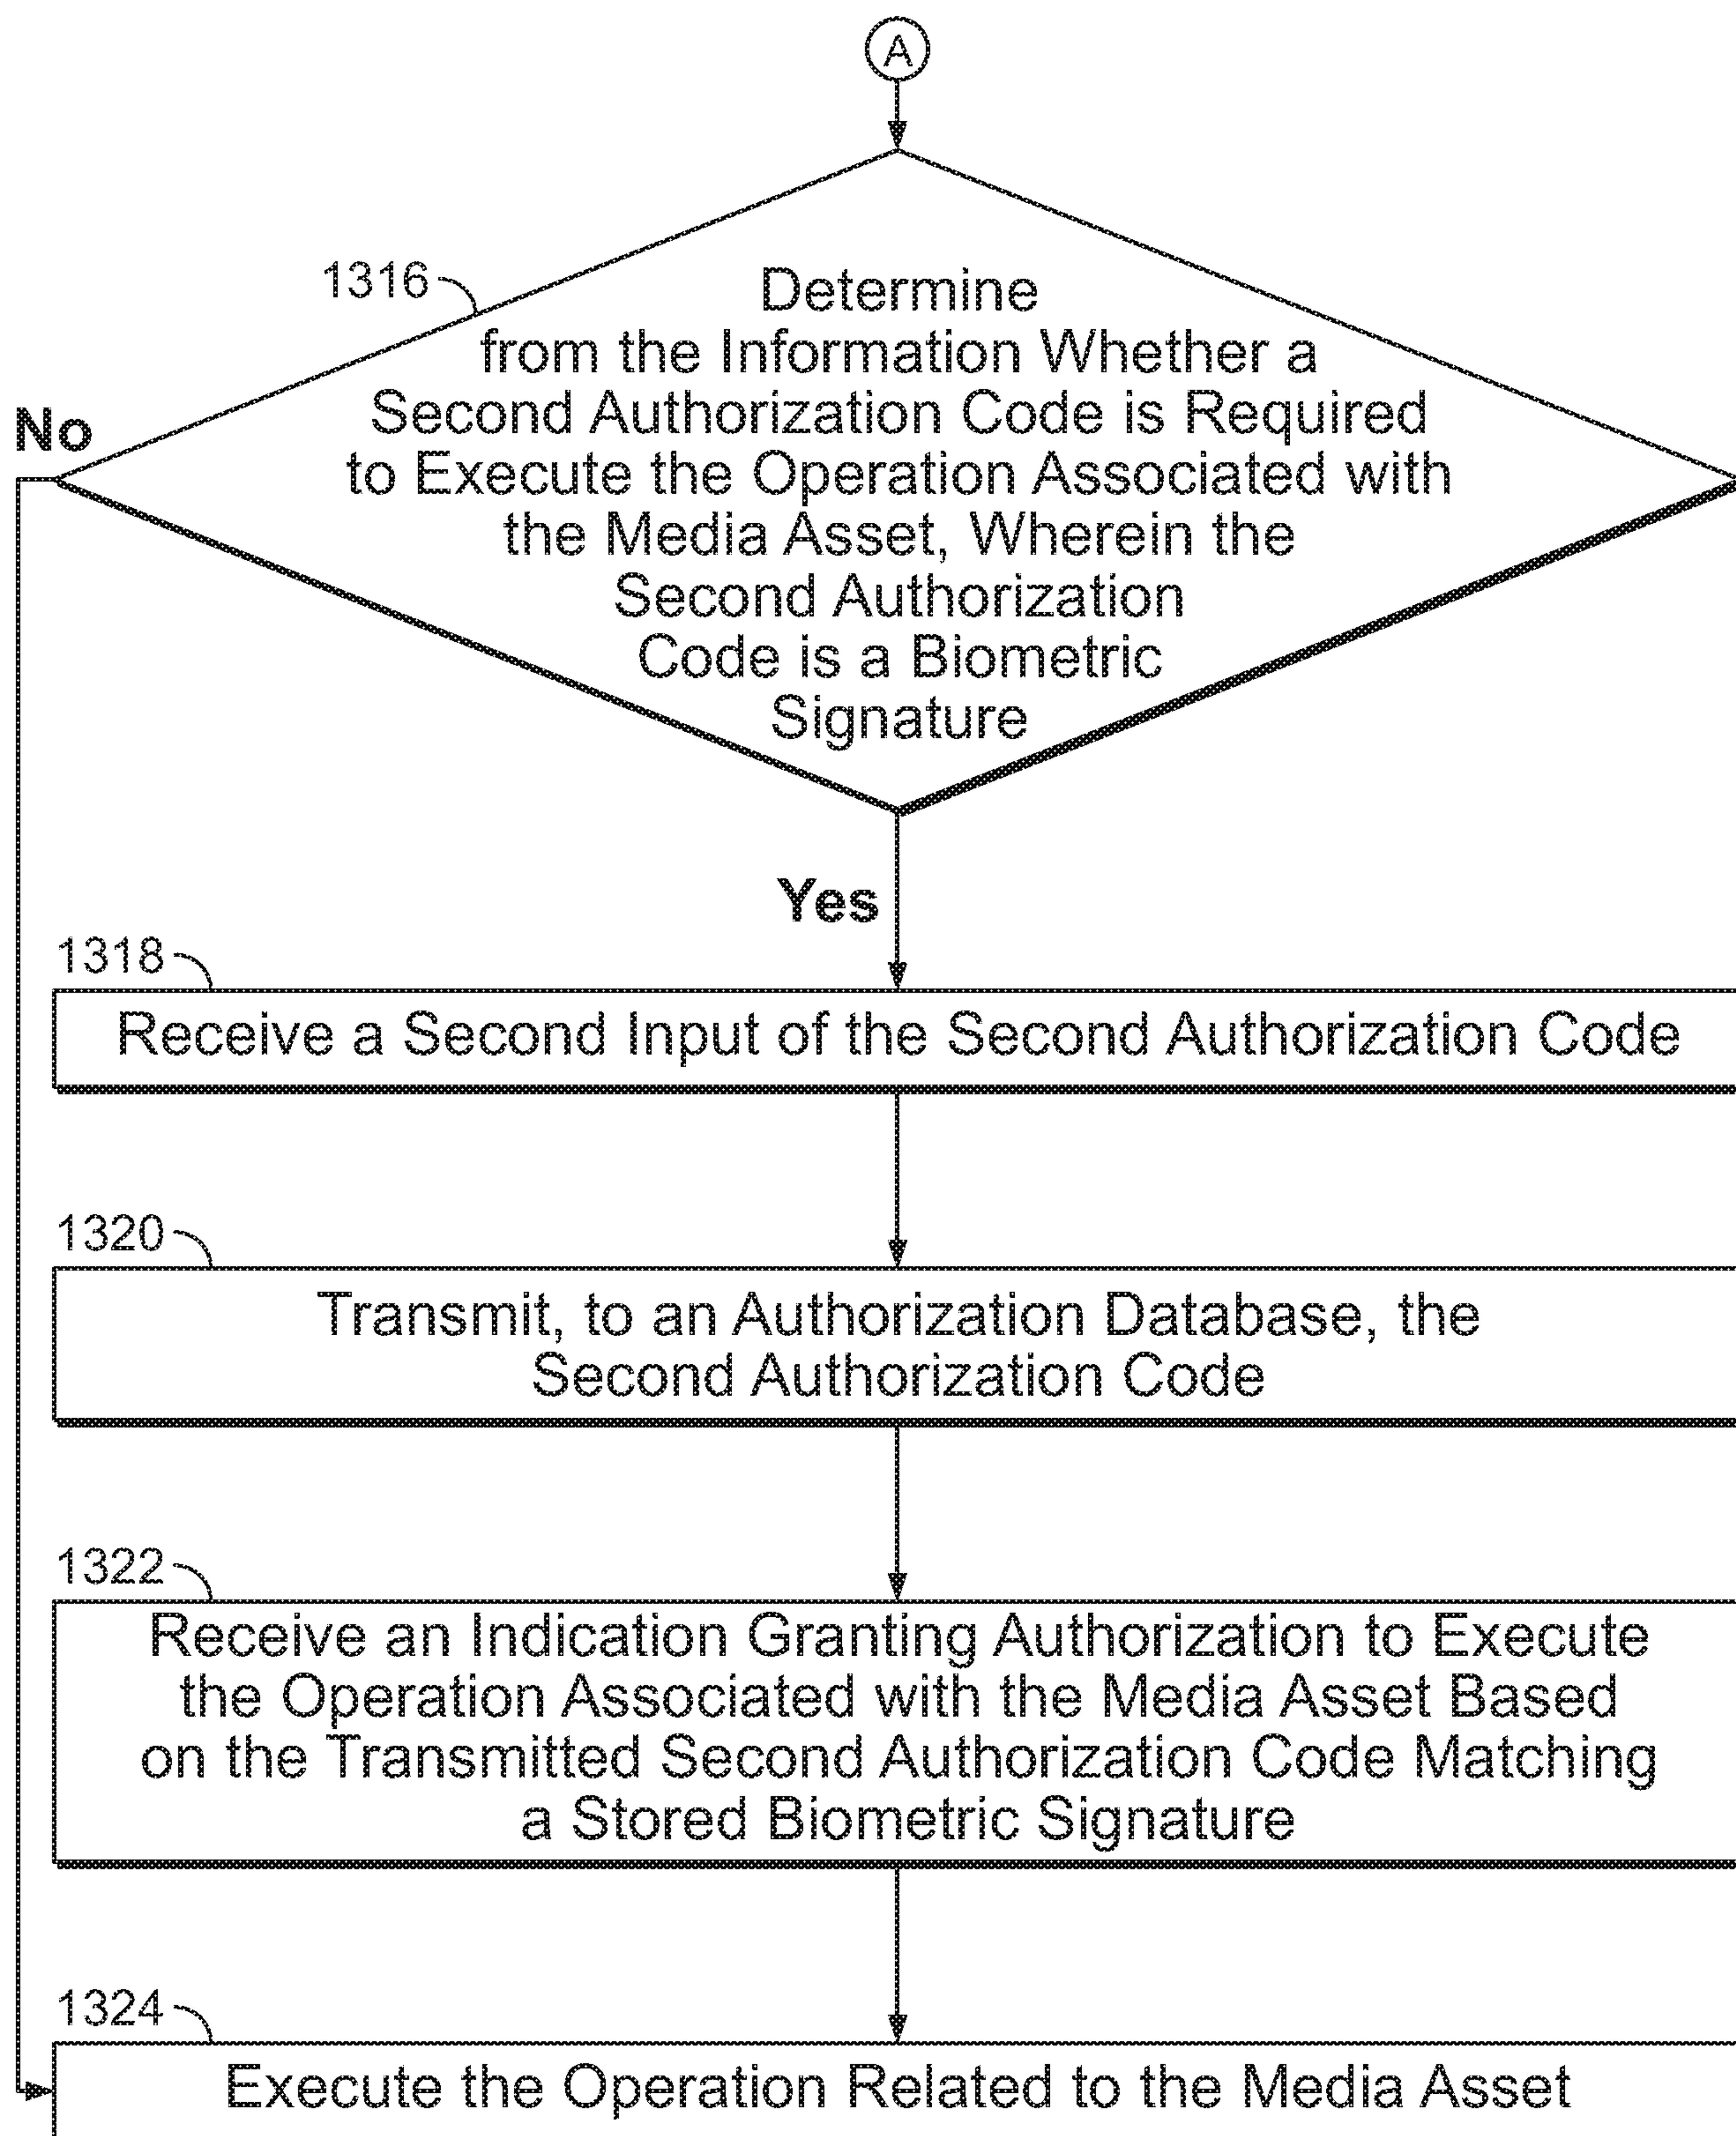 A
1316
Determine
from the Information Whether a
Second Authorization Code is Required
to Execute the Operation Associated with
the Media Asset, Wherein the
Second Authorization
Code is a Biometric
Signature
No
Yes
1318
Receive a Second Input of the Second Authorization Code
1320
Transmit, to an Authorization Database, the
Second Authorization Code
1322
Receive an Indication Granting Authorization to Execute
the Operation Associated with the Media Asset Based
on the Transmitted Second Authorization Code Matching
a Stored Biometric Signature
1324
Execute the Operation Related to the Media Asset